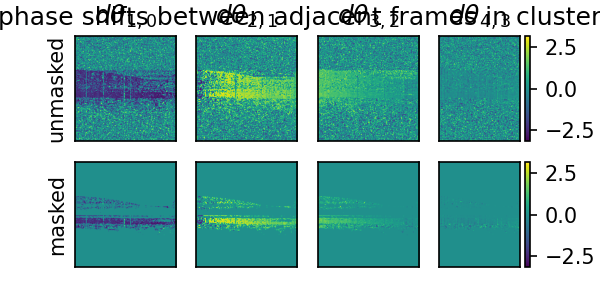 phase shifts between adjacent frames in cluster
dθ1,0 dθ2,1 dθ3,2 dθ4,3
unmasked
2.5
0.0
−2.5
masked
2.5
0.0
−2.5